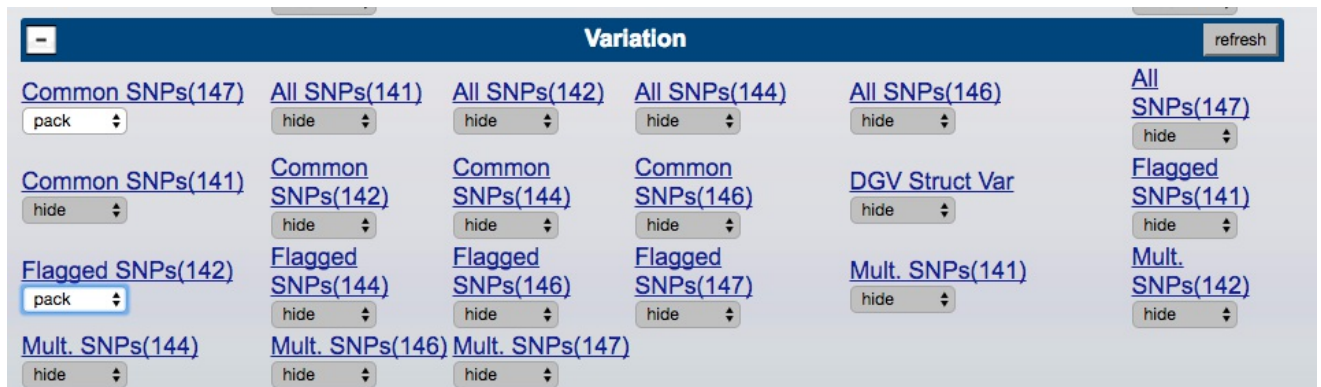 -
Variation
refresh
Common SNPs(147) All SNPs(141) All SNPs(142) All SNPs(144) All SNPs(146) All
SNPs(147)
pack hide hide hide hide hide
Common SNPs(141) Common
SNPs(142) Common
SNPs(144) Common
SNPs(146) DGV Struct Var Flagged
SNPs(141)
hide hide hide hide hide hide
Flagged SNPs(142) Flagged
SNPs(144) Flagged
SNPs(146) Flagged
SNPs(147) Mult. SNPs(141) Mult.
SNPs(142)
pack hide hide hide hide hide
Mult. SNPs(144) Mult. SNPs(146) Mult. SNPs(147)
hide hide hide